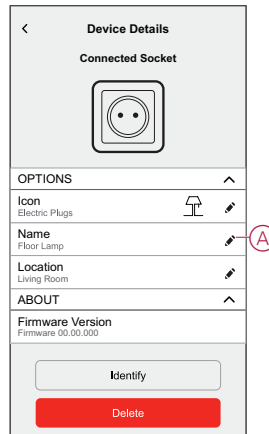 Device Details
Connected Socket
OPTIONS
Icon
Electric Plugs
Name
Floor Lamp
A
Location
Living Room
ABOUT
Firmware Version
Firmware 00.00.000
Identify
Delete